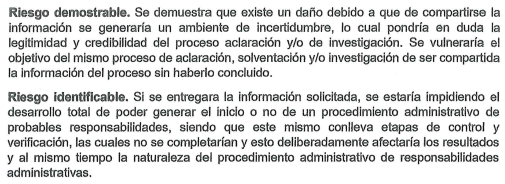 Riesgo demostrable. Se demuestra que existe un daño debido a que de compartirse la
información se generaría un ambiente de incertidumbre, lo cual pondría en duda la
legitimidad y credibilidad del proceso aclaración y/o de investigación. Se vulneraría el
objetivo del mismo proceso de aclaración, solventación y/o investigación de ser compartida
la información del proceso sin haberlo concluido.
Riesgo identificable. Si se entregara la información solicitada, se estaría impidiendo el
desarrollo total de poder generar el inicio o no de un procedimiento administrativo de
probables responsabilidades, siendo que este mismo conlleva etapas de control y
verificación, las cuales no se completarían y esto deliberadamente afectaría los resultados
y al mismo tiempo la naturaleza del procedimiento administrativo de responsabilidades
administrativas.